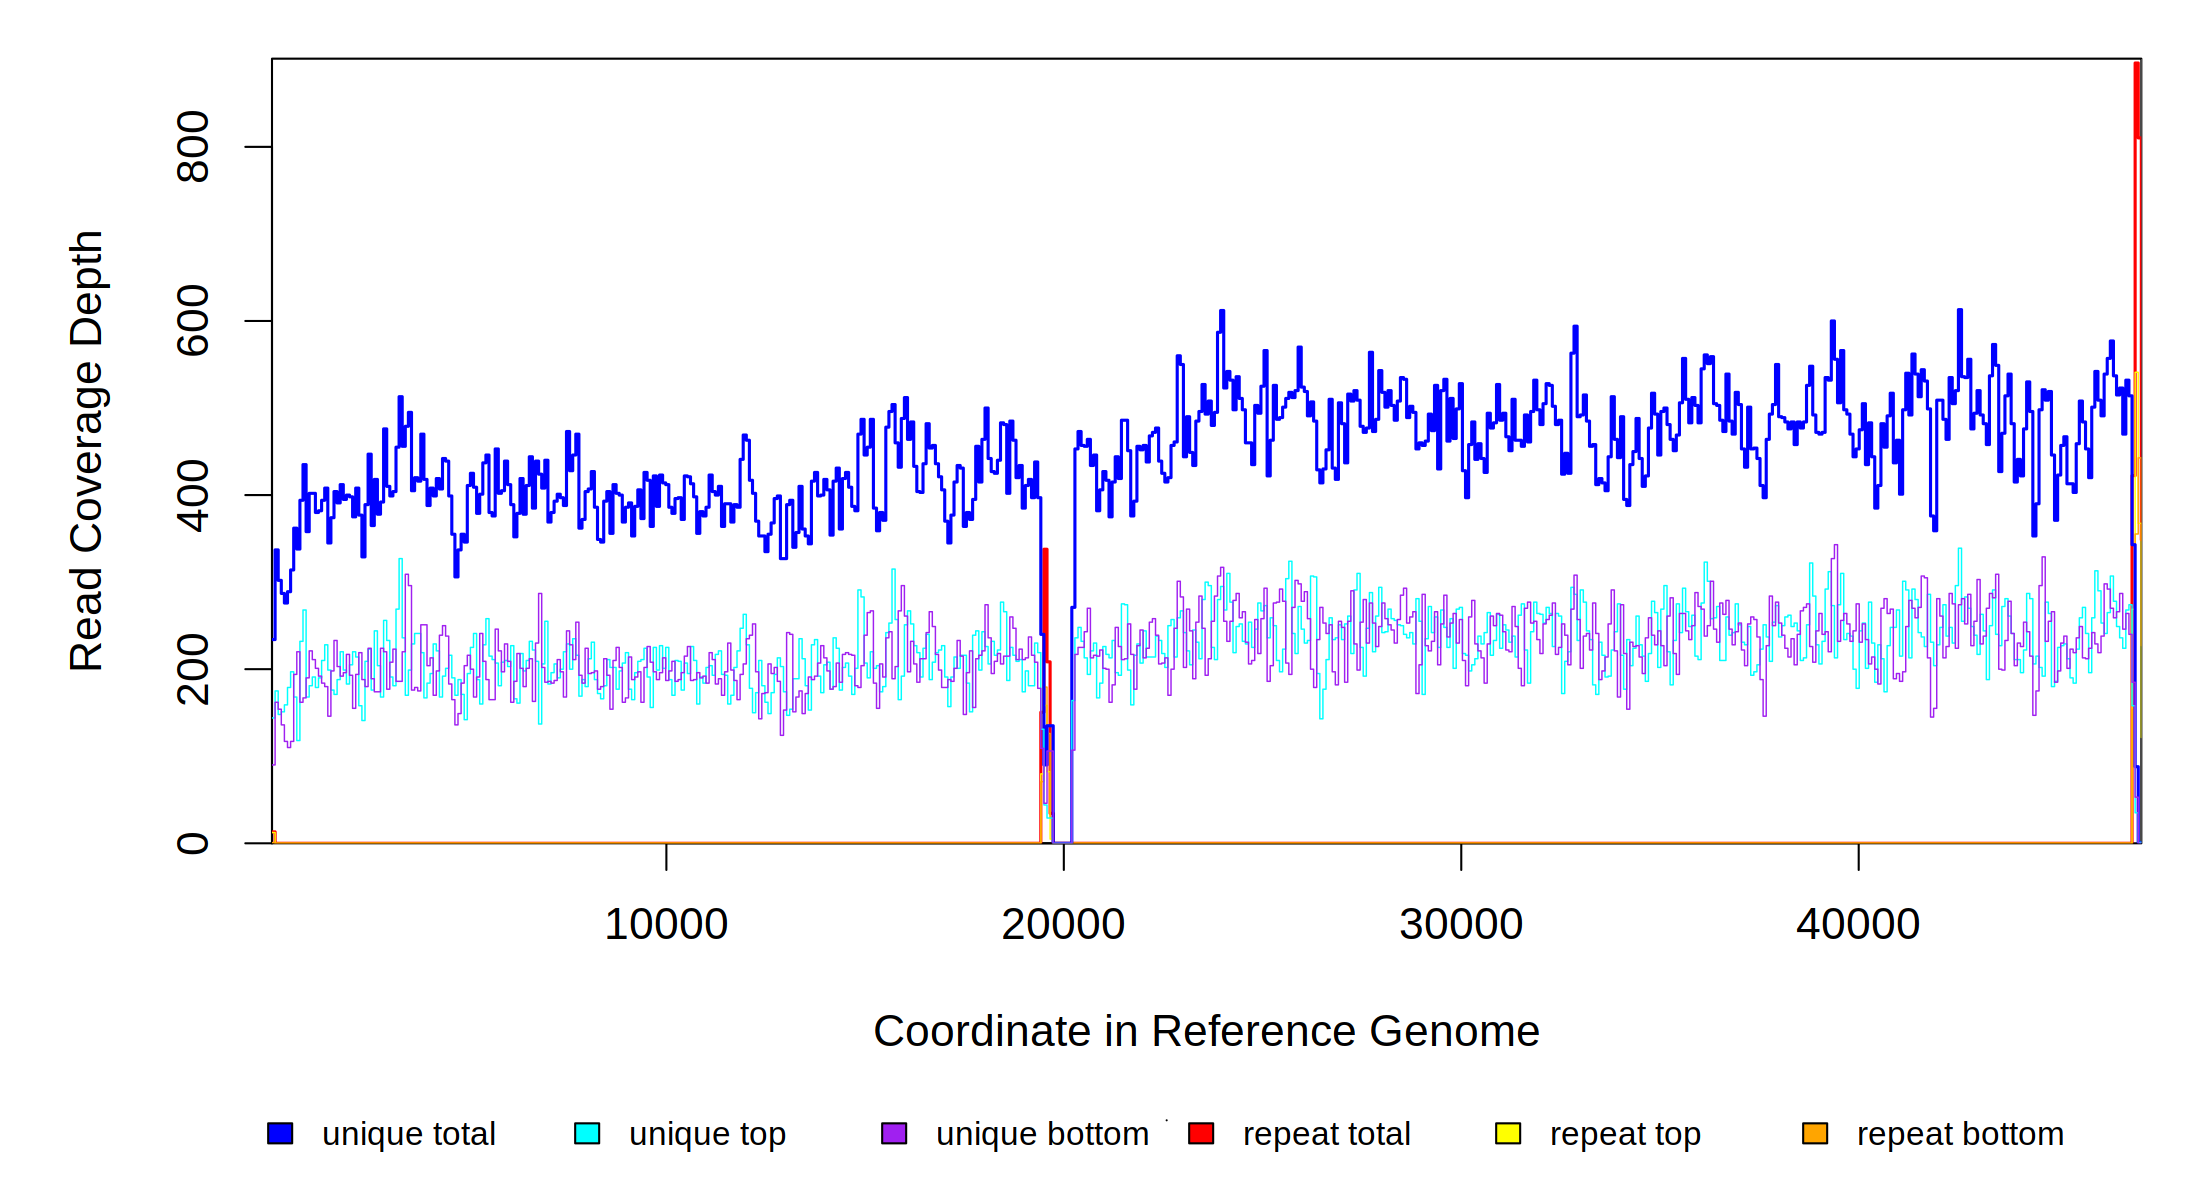 Read Coverage Depth
800
600
400
200
0
10000 20000 30000 40000
Coordinate in Reference Genome
unique total unique top unique bottom repeat total repeat top repeat bottom